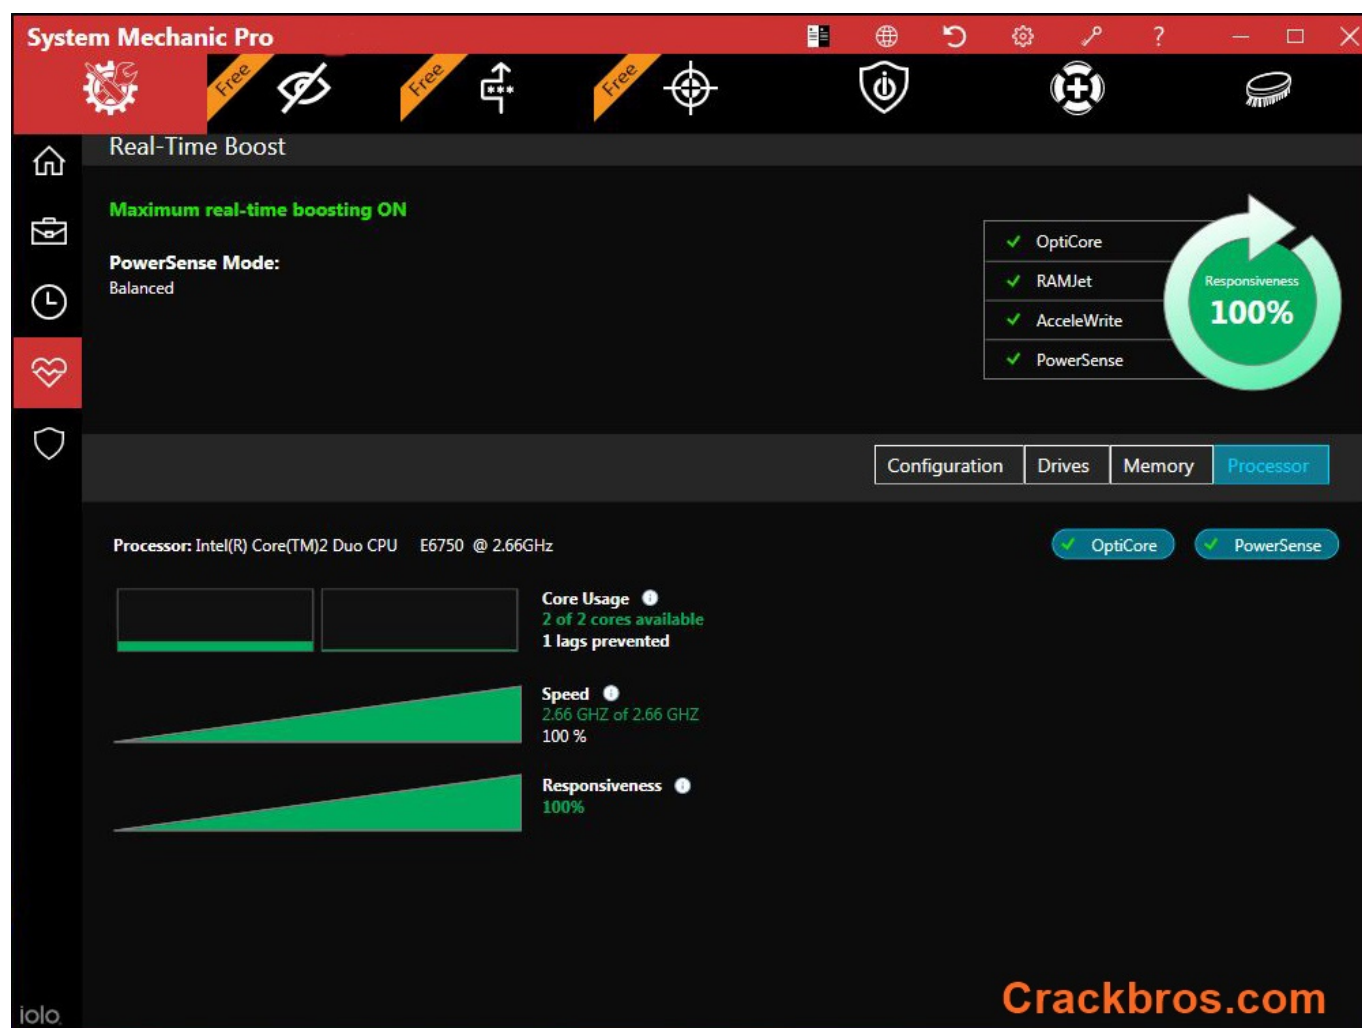 System Mechanic Pro
?
Free
Free
Free
Real-Time Boost
Maximum real-time boosting ON
PowerSense Mode:
Balanced
OptiCore
RAMJet
AcceleWrite
PowerSense
Responsiveness
100%
Configuration Drives Memory Processor
Processor: Intel(R) Core(TM)2 Duo CPU E6750 @ 2.66GHz
OptiCore PowerSense
Core Usage
2 of 2 cores available
1 lags prevented
Speed
2.66 GHZ of 2.66 GHZ
100 %
Responsiveness
100%
iolo
Crackbros.com